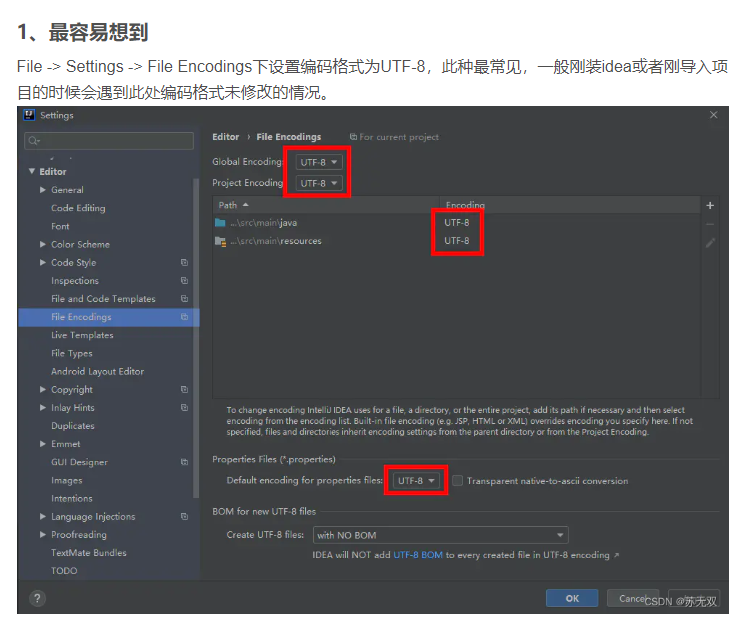 1、最容易想到
File -> Settings -> File Encodings下设置编码格式为UTF-8，此种最常见，一般刚装idea或者刚导入项
目的时候会遇到此处编码格式未修改的情况。
Settings
Editor › File Encodings For current project
Global Encoding: UTF-8
Project Encoding: UTF-8
Path Encoding
...\src\main\java UTF-8
...\src\main\resources UTF-8
Editor
General
Code Editing
Font
Color Scheme
Code Style
Inspections
File and Code Templates
File Encodings
Live Templates
File Types
Android Layout Editor
Copyright
Inlay Hints
Duplicates
Emmet
GUI Designer
Images
Intentions
Language Injections
Proofreading
TextMate Bundles
TODO
To change encoding IntelliJ IDEA uses for a file, a directory, or the entire project, add its path if necessary and then select
encoding from the encoding list. Built-in file encoding (e.g. JSP, HTML or XML) overrides encoding you specify here. If not
specified, files and directories inherit encoding settings from the parent directory or from the Project Encoding.
Properties Files (*.properties)
Default encoding for properties files: UTF-8 Transparent native-to-ascii conversion
BOM for new UTF-8 files
Create UTF-8 files: with NO BOM
IDEA will NOT add UTF-8 BOM to every created file in UTF-8 encoding ↗
? OK Cancel
CSDN @苏无双